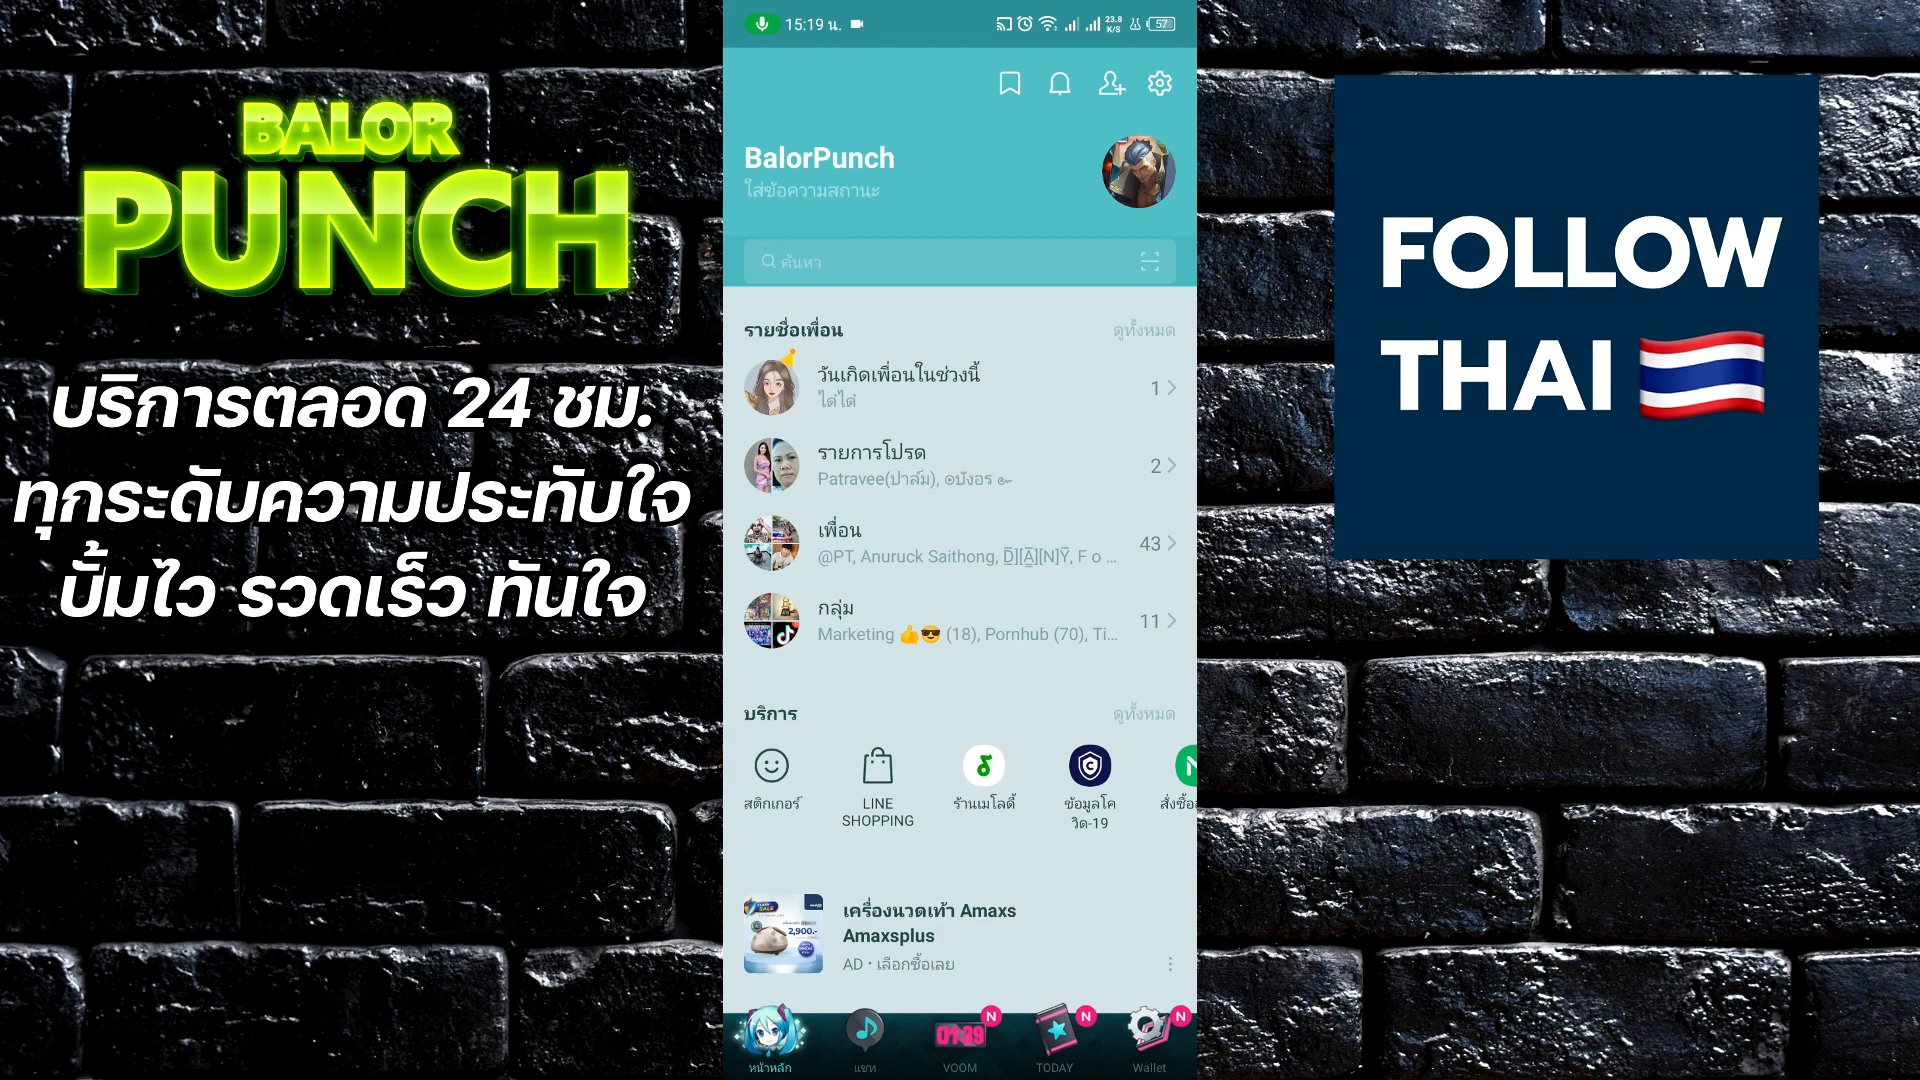 BALOR
PUNCH
บริการตลอด 24 ชม.
ทุกระดับความประทับใจ
ปั้มไว รวดเร็ว ทันใจ
15:19 น.
23.8
K/S
57
BalorPunch
ใส่ข้อความสถานะ
ค้นหา
รายชื่อเพื่อน
ดูทั้งหมด
วันเกิดเพื่อนในช่วงนี้
ได๋ได๋
1
รายการโปรด
Patravee(ปาล์ม), ๏บังอร ๛
2
เพื่อน
@PT, Anuruck Saithong, D̅][A̲̅][N]Y̅, F o ...
43
กลุ่ม
Marketing 👍😎 (18), Pornhub (70), Ti...
11
บริการ
ดูทั้งหมด
สติกเกอร์
LINE
SHOPPING
ร้านเมโลดี้
ข้อมูลโค
วิด-19
FLASH
SALE
2,900.-
เครื่องนวดเท้า Amaxs
Amaxsplus
AD • เลือกซื้อเลย
01:29
N
N
N
หน้าหลัก
แชท
VOOM
TODAY
Wallet
FOLLOW
THAI 🇹🇭